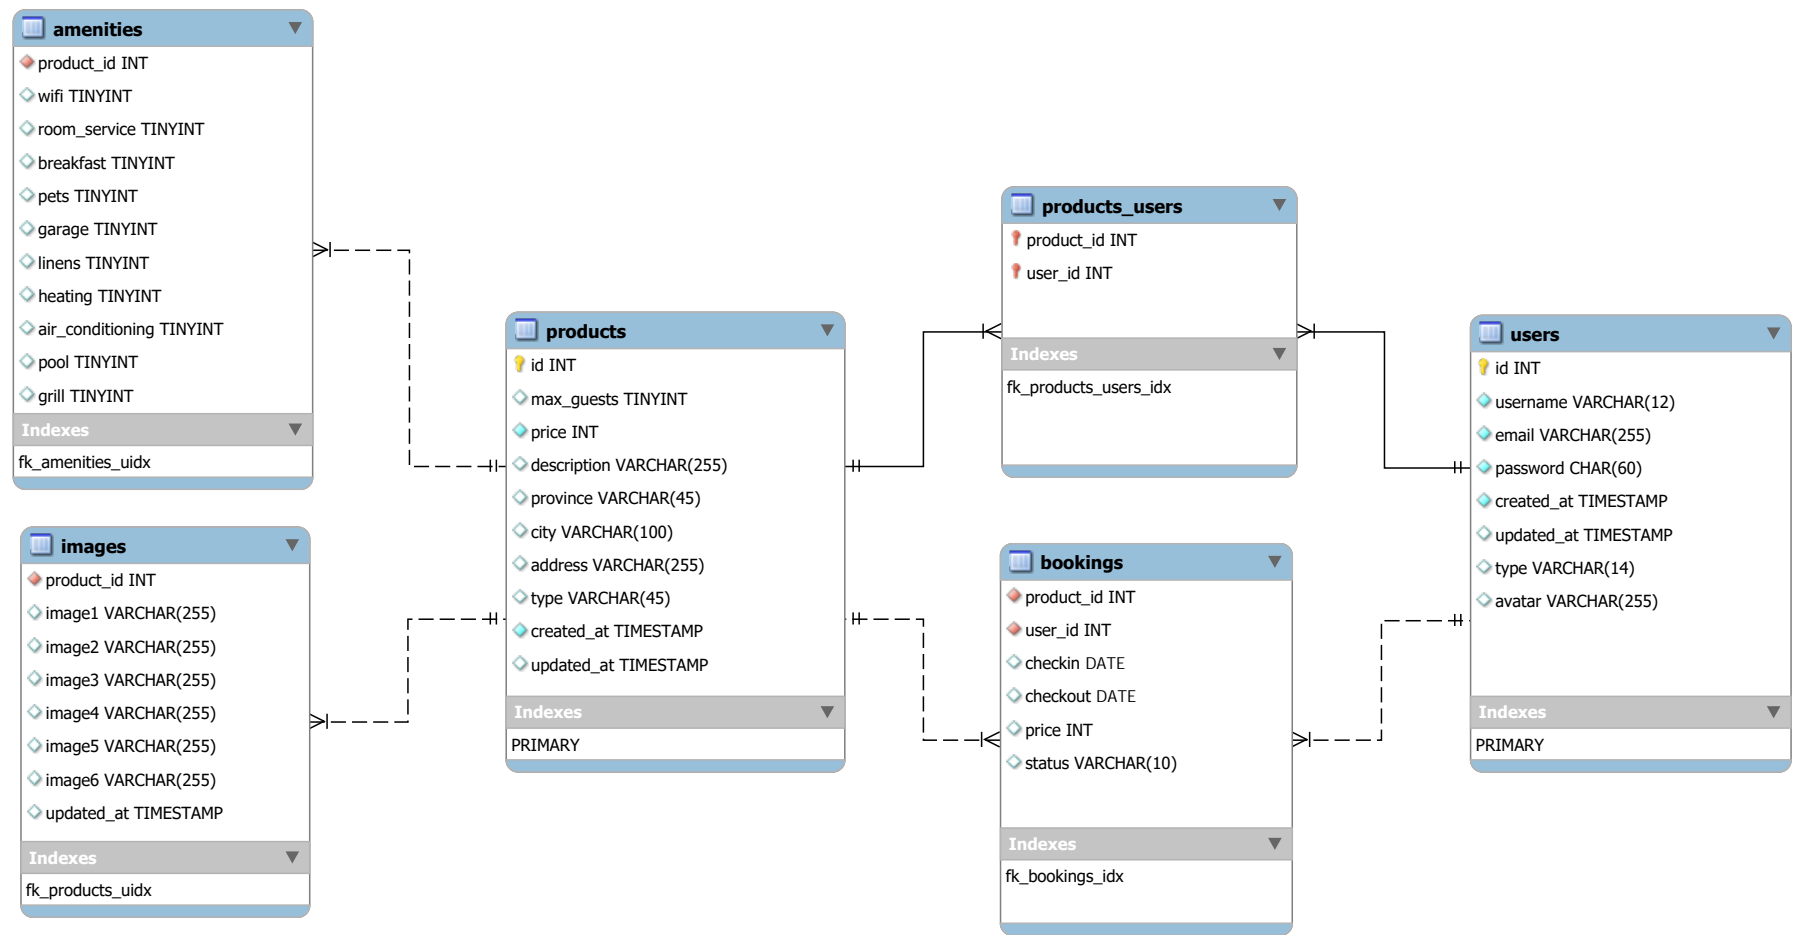 amenities
product_id INT
wifi TINYINT
room_service TINYINT
breakfast TINYINT
pets TINYINT
garage TINYINT
linens TINYINT
heating TINYINT
air_conditioning TINYINT
pool TINYINT
grill TINYINT
Indexes
fk_amenities_uidx
images
product_id INT
image1 VARCHAR(255)
image2 VARCHAR(255)
image3 VARCHAR(255)
image4 VARCHAR(255)
image5 VARCHAR(255)
image6 VARCHAR(255)
updated_at TIMESTAMP
Indexes
fk_products_uidx
products
id INT
max_guests TINYINT
price INT
description VARCHAR(255)
province VARCHAR(45)
city VARCHAR(100)
address VARCHAR(255)
type VARCHAR(45)
created_at TIMESTAMP
updated_at TIMESTAMP
Indexes
PRIMARY
products_users
product_id INT
user_id INT
Indexes
fk_products_users_idx
bookings
product_id INT
user_id INT
checkin DATE
checkout DATE
price INT
status VARCHAR(10)
Indexes
fk_bookings_idx
users
id INT
username VARCHAR(12)
email VARCHAR(255)
password CHAR(60)
created_at TIMESTAMP
updated_at TIMESTAMP
type VARCHAR(14)
avatar VARCHAR(255)
Indexes
PRIMARY